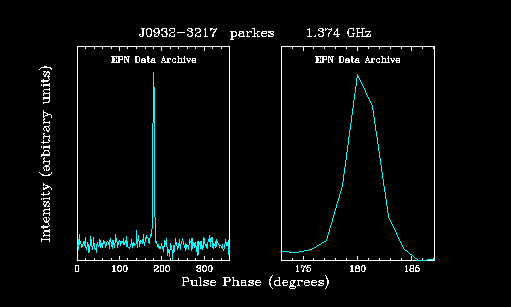 J0932-3217 parkes 1.374 GHz
EPN Data Archive EPN Data Archive
Intensity (arbitrary units)
0 100 200 300 175 180 185
Pulse Phase (degrees)